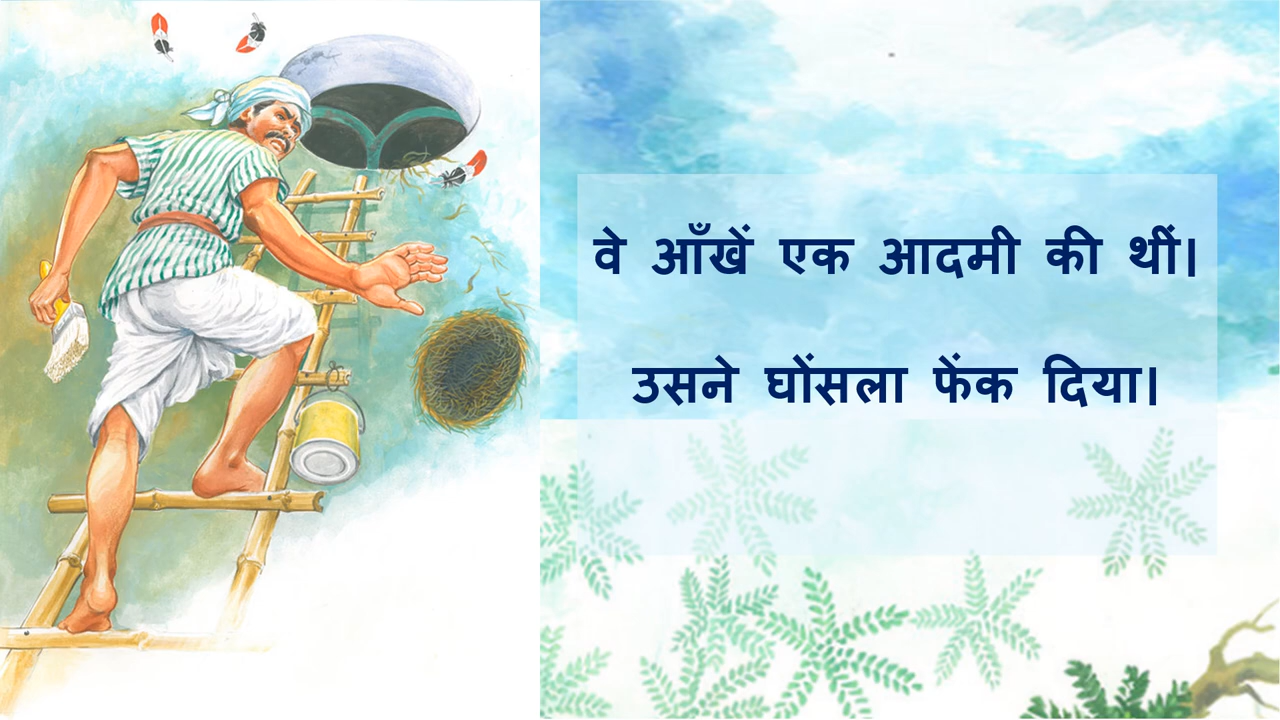 वे आँखें एक आदमी की थीं।
उसने घोंसला फेंक दिया।